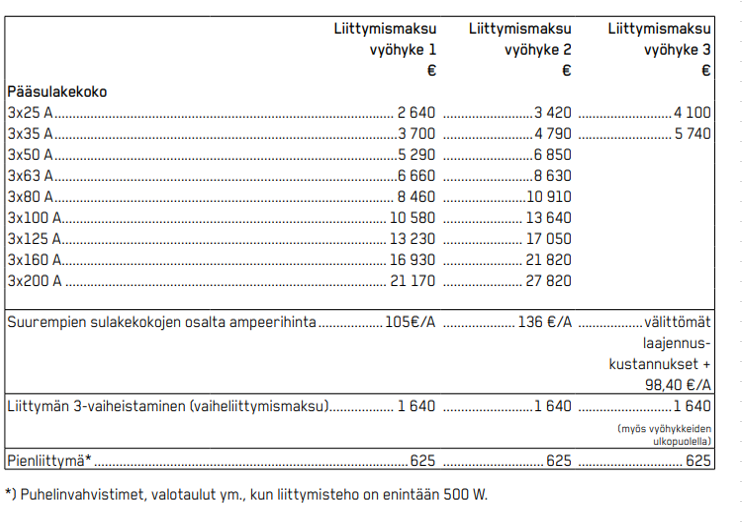 Liittymismaksu Liittymismaksu Liittymismaksu
vyöhyke 1 vyöhyke 2 vyöhyke 3
€ € €
Pääsulakekoko
3x25 A 2 640 3 420 4 100
3x35 A 3 700 4 790 5 740
3x50 A 5 290 6 850
3x63 A 6 660 8 630
3x80 A 8 460 10 910
3x100 A 10 580 13 640
3x125 A 13 230 17 050
3x160 A 16 930 21 820
3x200 A 21 170 27 820
Suurempien sulakekokojen osalta ampeerihinta 105€/A 136 €/A välittömät
laajennus-
kustannukset +
98,40 €/A
Liittymän 3-vaiheistaminen (vaiheliittymismaksu) 1 640 1 640 1 640
(myös vyöhykkeiden
ulkopuolella)
Pienliittymä* 625 625 625
*) Puhelinvahvistimet, valotaulut ym., kun liittymisteho on enintään 500 W.